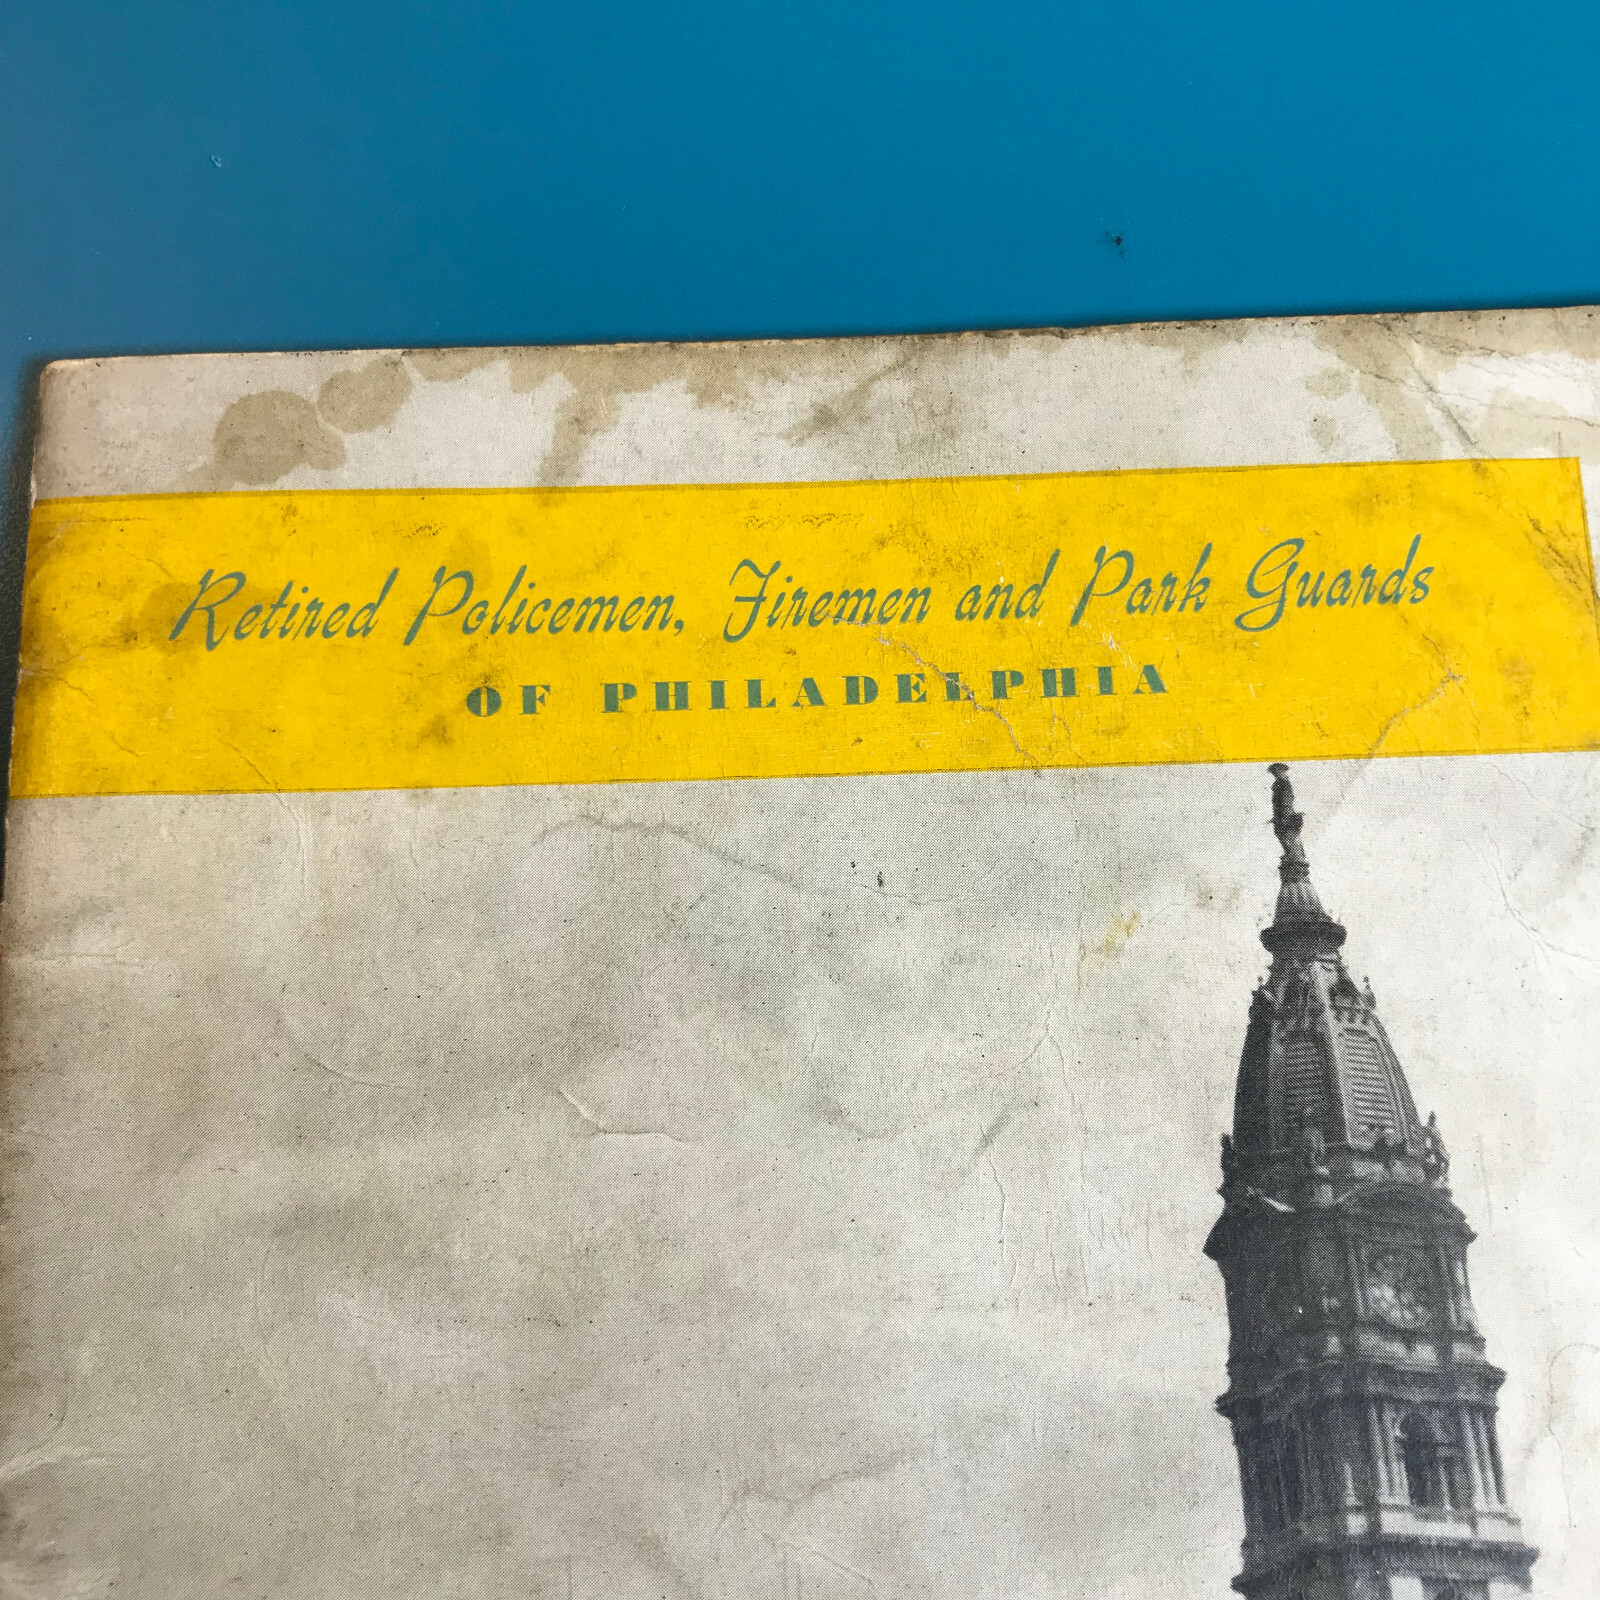 Retired Policemen, Firemen and Park Guards
OF PHILADELPHIA